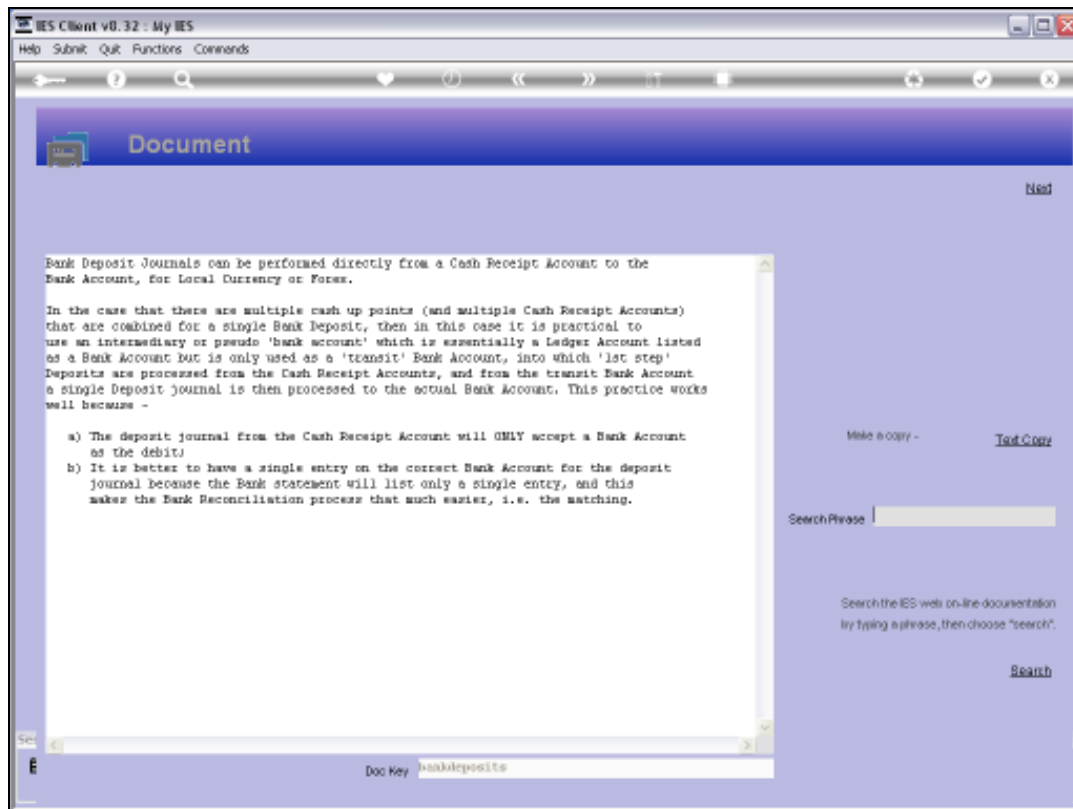 IES Client v8.32 : My IES
Help Submit Quit Functions Commands
Document
Next
Bank Deposit Journals can be performed directly from a Cash Receipt Account to the
Bank Account, for Local Currency or Forex.
In the case that there are multiple cash up points (and multiple Cash Receipt Accounts)
that are combined for a single Bank Deposit, then in this case it is practical to
use an intermediary or pseudo 'bank account' which is essentially a Ledger Account listed
as a Bank Account but is only used as a 'transit' Bank Account, into which '1st step'
Deposits are processed from the Cash Receipt Accounts, and from the transit Bank Account
a single Deposit journal is then processed to the actual Bank Account. This practice works
well because -
a) The deposit journal from the Cash Receipt Account will ONLY accept a Bank Account
as the debit;
b) It is better to have a single entry on the correct Bank Account for the deposit
journal because the Bank statement will list only a single entry, and this
makes the Bank Reconciliation process that much easier, i.e. the matching.
Make a copy -
Text Copy
Search Phrase
Search the IES web on-line documentation
by typing a phrase, then choose "search".
Search
Doc Key bankdeposits